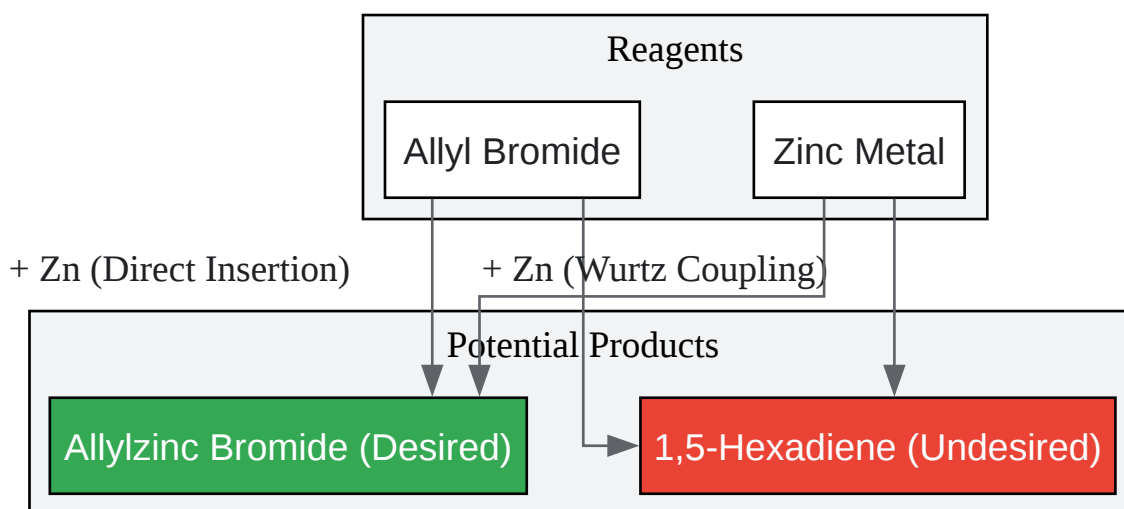 Reagents
Allyl Bromide
Zinc Metal
+ Zn (Direct Insertion)
+ Zn (Wurtz Coupling)
Potential Products
Allylzinc Bromide (Desired)
1,5-Hexadiene (Undesired)